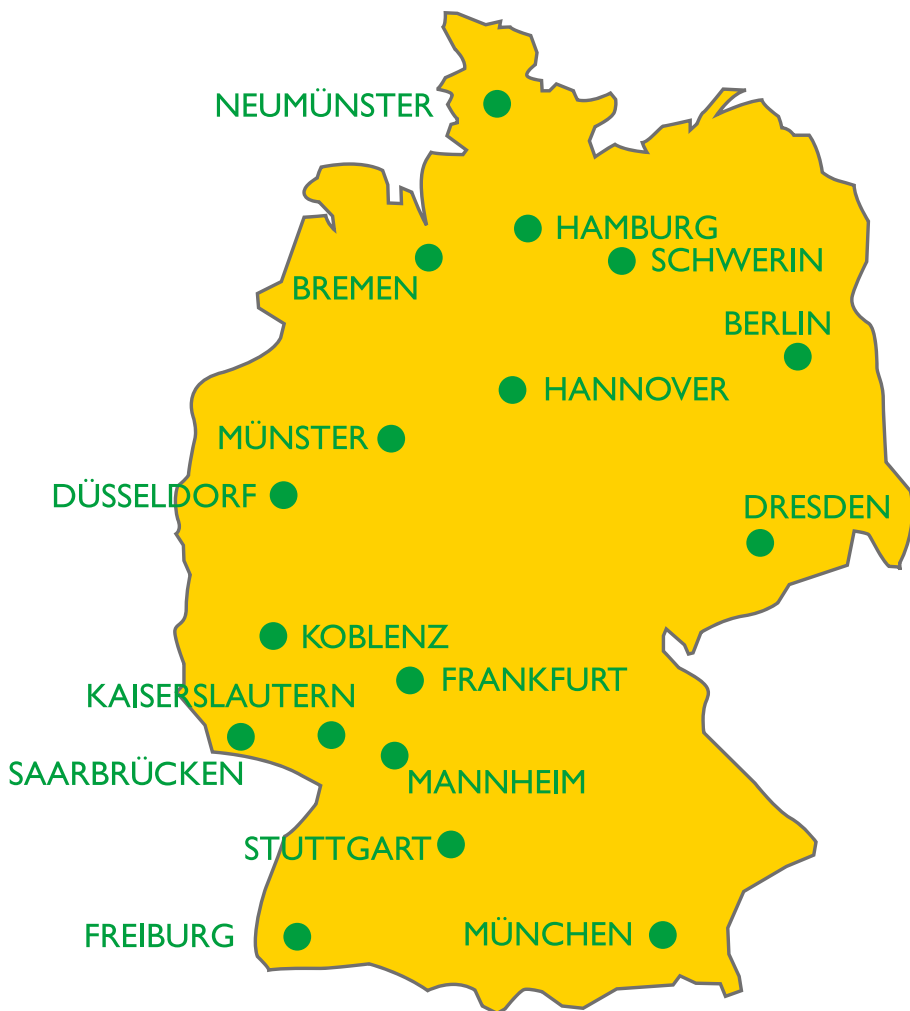 NEUMÜNSTER
HAMBURG
SCHWERIN
BREMEN
BERLIN
HANNOVER
MÜNSTER
DÜSSELDORF
DRESDEN
KOBLENZ
FRANKFURT
KAISERSLAUTERN
SAARBRÜCKEN
MANNHEIM
STUTTGART
FREIBURG
MÜNCHEN